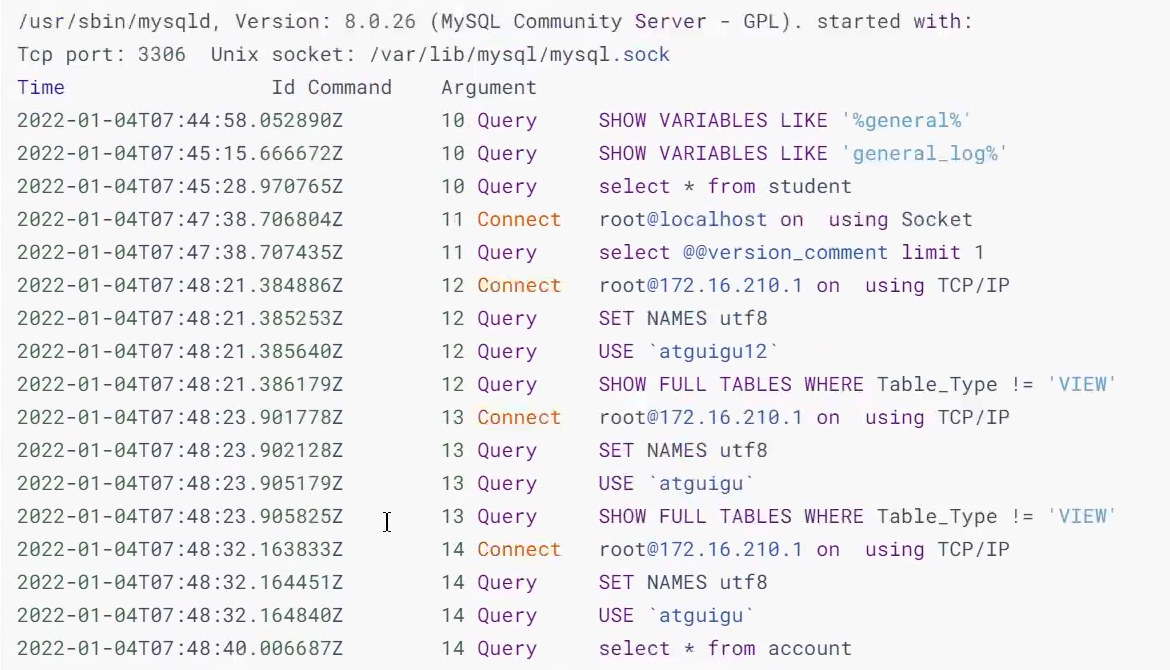 /usr/sbin/mysqld, Version: 8.0.26 (MySQL Community Server - GPL). started with:
Tcp port: 3306  Unix socket: /var/lib/mysql/mysql.sock
Time                 Id Command    Argument
2022-01-04T07:44:58.052890Z        10 Query     SHOW VARIABLES LIKE '%general%'
2022-01-04T07:45:15.666672Z        10 Query     SHOW VARIABLES LIKE 'general_log%'
2022-01-04T07:45:28.970765Z        10 Query     select * from student
2022-01-04T07:47:38.706804Z        11 Connect   root@localhost on  using Socket
2022-01-04T07:47:38.707435Z        11 Query     select @@version_comment limit 1
2022-01-04T07:48:21.384886Z        12 Connect   root@172.16.210.1 on  using TCP/IP
2022-01-04T07:48:21.385253Z        12 Query     SET NAMES utf8
2022-01-04T07:48:21.385640Z        12 Query     USE `atguigu12`
2022-01-04T07:48:21.386179Z        12 Query     SHOW FULL TABLES WHERE Table_Type != 'VIEW'
2022-01-04T07:48:23.901778Z        13 Connect   root@172.16.210.1 on  using TCP/IP
2022-01-04T07:48:23.902128Z        13 Query     SET NAMES utf8
2022-01-04T07:48:23.905179Z        13 Query     USE `atguigu`
2022-01-04T07:48:23.905825Z        13 Query     SHOW FULL TABLES WHERE Table_Type != 'VIEW'
2022-01-04T07:48:32.163833Z        14 Connect   root@172.16.210.1 on  using TCP/IP
2022-01-04T07:48:32.164451Z        14 Query     SET NAMES utf8
2022-01-04T07:48:32.164840Z        14 Query     USE `atguigu`
2022-01-04T07:48:40.006687Z        14 Query     select * from account